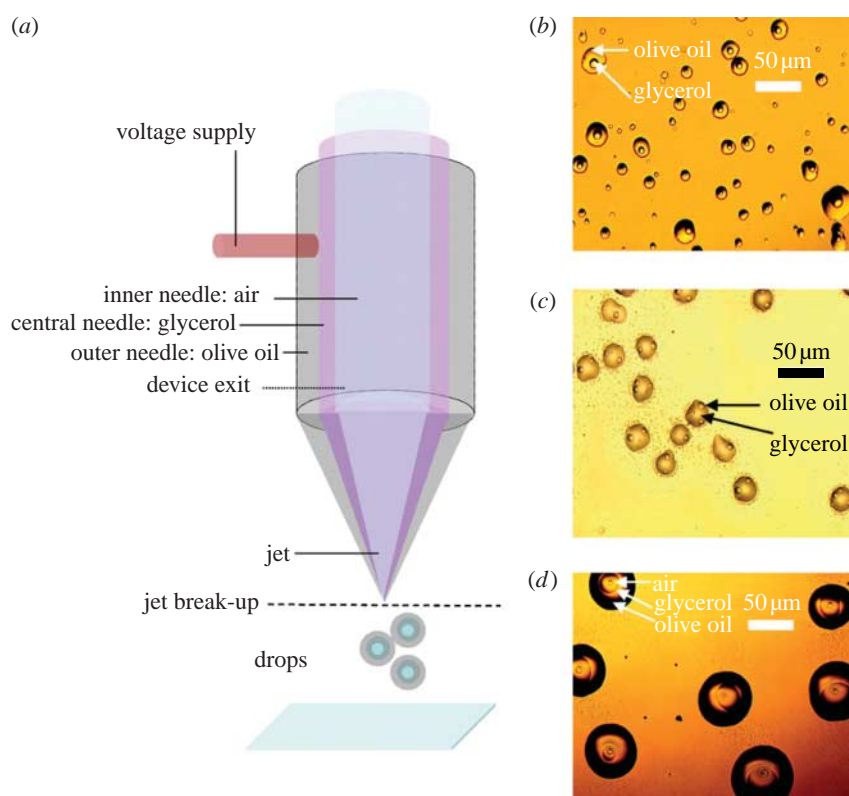 (a)
voltage supply
inner needle: air
central needle: glycerol
outer needle: olive oil
device exit
jet
jet break-up
drops
(b)
olive oil
50 µm
glycerol
(c)
50 µm
olive oil
glycerol
(d)
air
glycerol
50 µm
olive oil